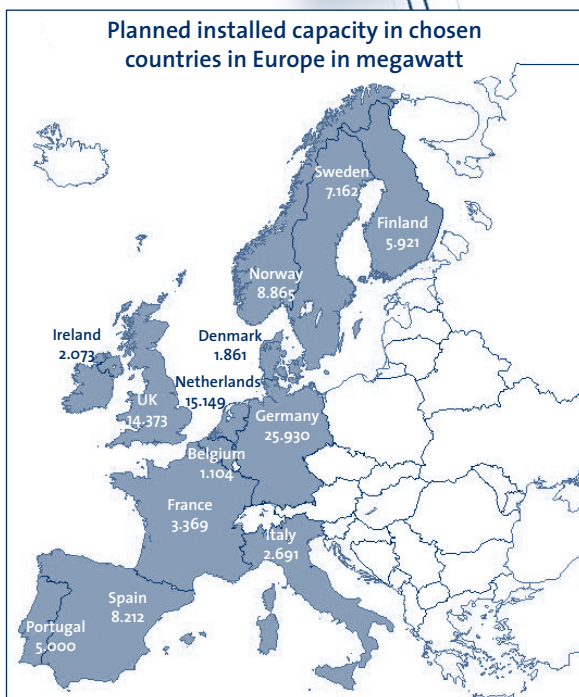 Planned installed capacity in chosen
countries in Europe in megawatt
Sweden
7.162
Finland
5.921
Norway
8.865
Ireland
2.073
Denmark
1.861
Netherlands
15.149
UK
14.373
Germany
25.930
Belgium
1.104
France
3.369
Italy
2.691
Spain
8.212
Portugal
5.000